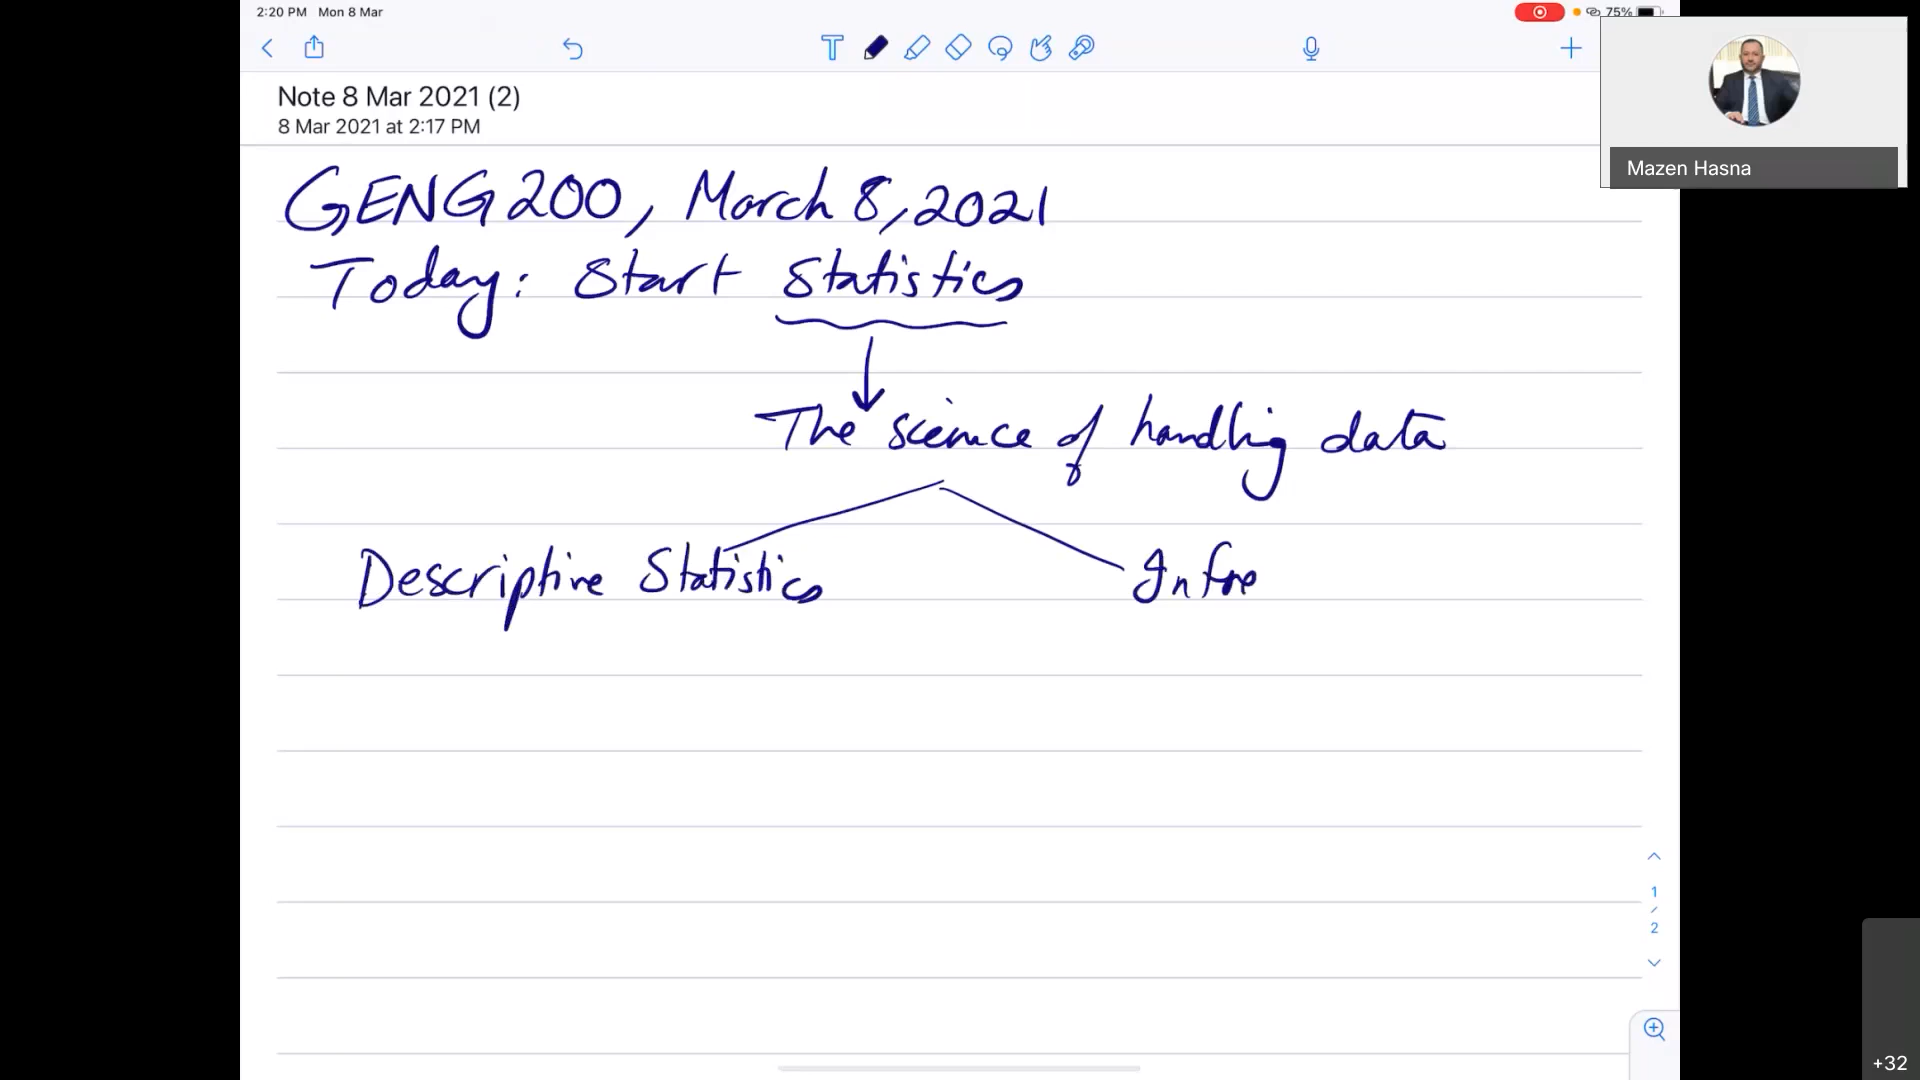 2:20 PM Mon 8 Mar
75%
Note 8 Mar 2021 (2)
8 Mar 2021 at 2:17 PM
Mazen Hasna
GENG 200, March 8, 2021
Today: Start Statistics
The science of handling data
Descriptive Statistics Infre
1
/
2
+32